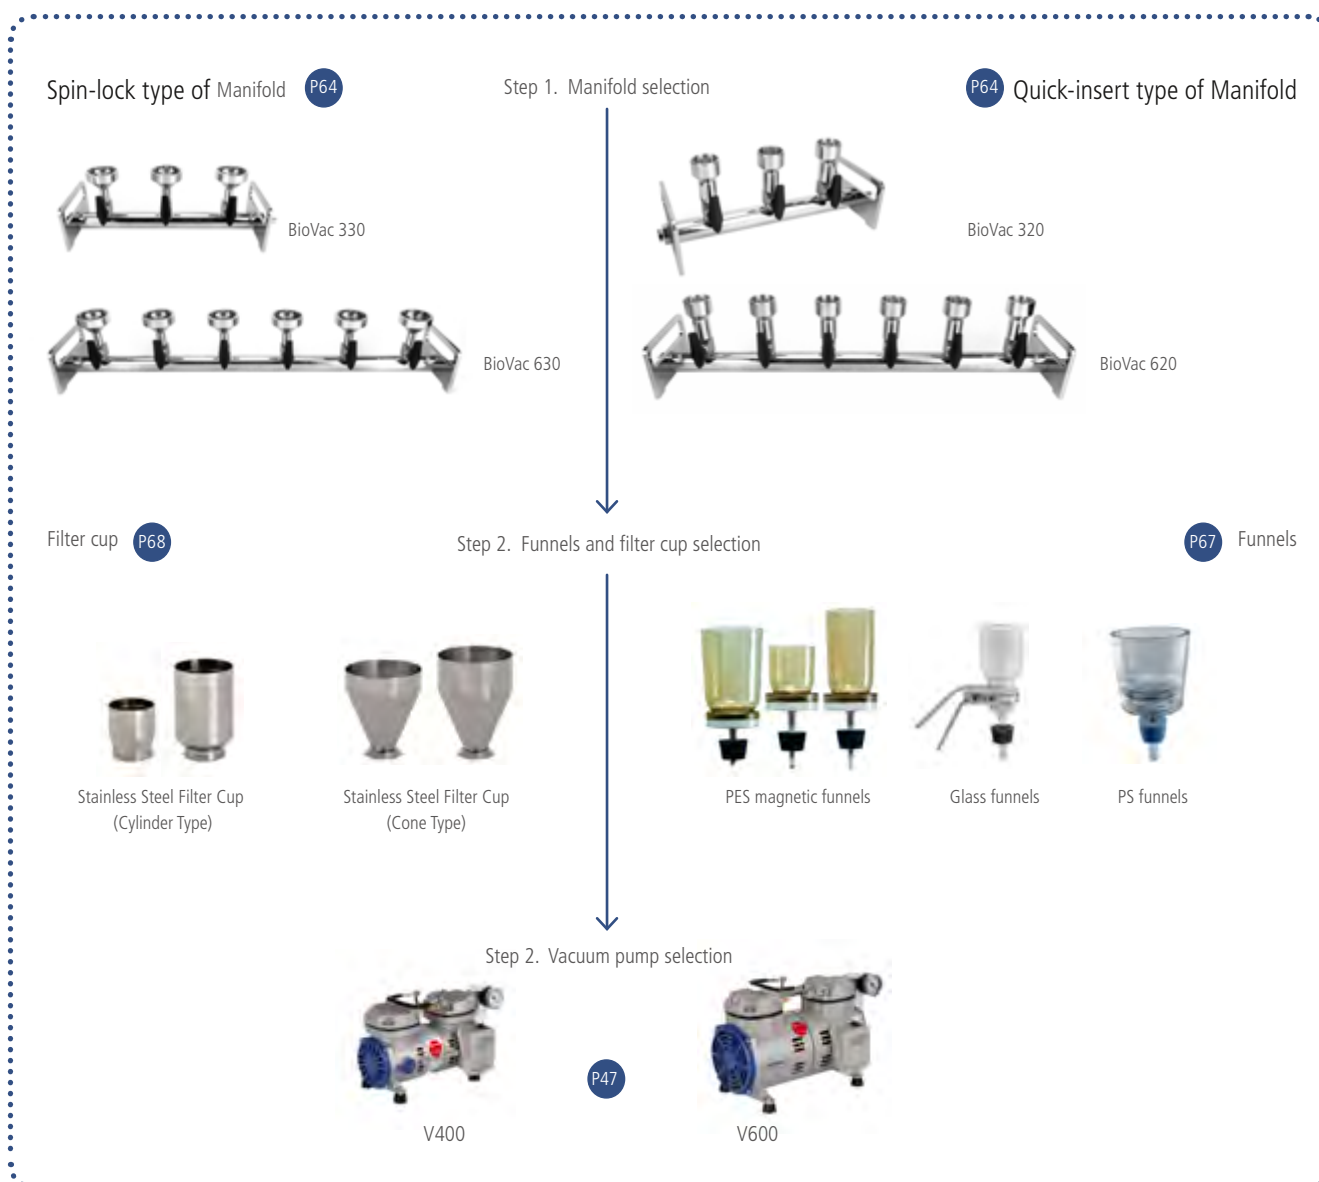 Spin-lock type of Manifold P64
Step 1. Manifold selection
P64 Quick-insert type of Manifold
BioVac 330
BioVac 320
BioVac 630
BioVac 620
Filter cup P68
Step 2. Funnels and filter cup selection
P67 Funnels
Stainless Steel Filter Cup
(Cylinder Type)
Stainless Steel Filter Cup
(Cone Type)
PES magnetic funnels
Glass funnels
PS funnels
Step 2. Vacuum pump selection
P47
V400
V600